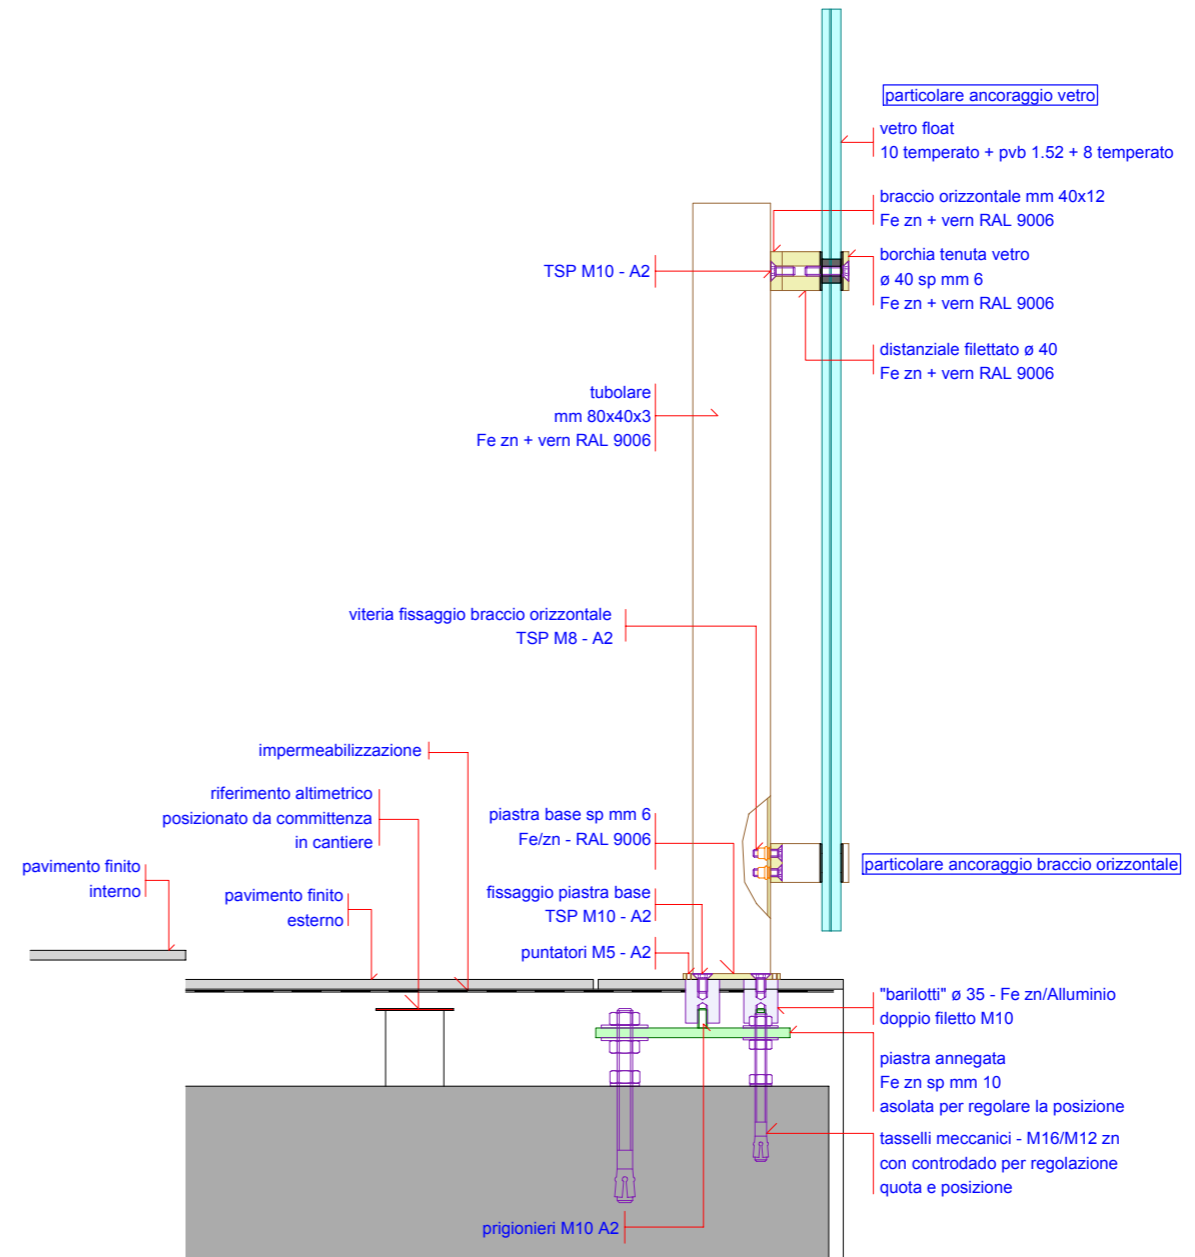 particolare ancoraggio vetro
vetro float
10 temperato + pvb 1.52 + 8 temperato
braccio orizzontale mm 40x12
Fe zn + vern RAL 9006
TSP M10 - A2
borchia tenuta vetro
ø 40 sp mm 6
Fe zn + vern RAL 9006
distanziale filettato ø 40
Fe zn + vern RAL 9006
tubolare
mm 80x40x3
Fe zn + vern RAL 9006
viteria fissaggio braccio orizzontale
TSP M8 - A2
impermeabilizzazione
riferimento altimetrico
posizionato da committenza
in cantiere
piastra base sp mm 6
Fe/zn - RAL 9006
particolare ancoraggio braccio orizzontale
pavimento finito
interno
pavimento finito
esterno
fissaggio piastra base
TSP M10 - A2
puntatori M5 - A2
"barilotti" ø 35 - Fe zn/Alluminio
doppio filetto M10
piastra annegata
Fe zn sp mm 10
asolata per regolare la posizione
tasselli meccanici - M16/M12 zn
con controdado per regolazione
quota e posizione
prigionieri M10 A2